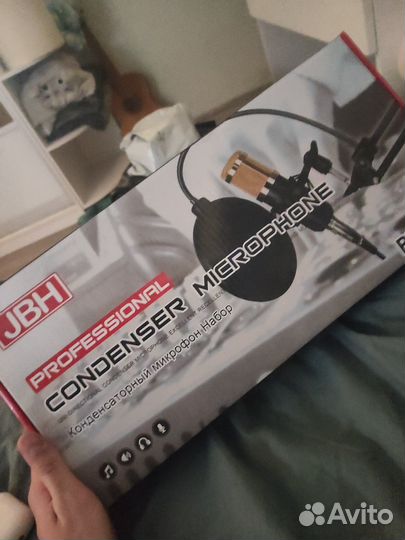 JBH
PROFESSIONAL
CONDENSER MICROPHONE
Конденсаторный Микрофон Набор
Avito